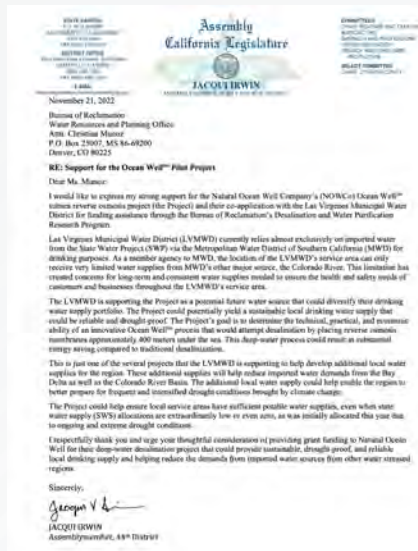 STATE CAPITOL
DISTRICT OFFICE
E-MAIL
Assembly
California Legislature
JACQUI IRWIN
COMMITTEES
SELECT COMMITTEE
November 21, 2022
Bureau of Reclamation
Water Resources and Planning Office
Attn: Christian Munoz
P.O. Box 25007, MS 86-69200
Denver, CO 80225
RE: Support for the Ocean Well™ Pilot Project
Dear Ms. Munoz:
I would like to express my strong support for the Natural Ocean Well Company's (NOWCo) Ocean Well™
subsea reverse osmosis project (the Project) and their co-application with the Las Virgenes Municipal Water
District for funding assistance through the Bureau of Reclamation's Desalination and Water Purification
Research Program.
Las Virgenes Municipal Water District (LVMWD) currently relies almost exclusively on imported water
from the State Water Project (SWP) via the Metropolitan Water District of Southern California (MWD) for
drinking purposes. As a member agency to MWD, the location of the LVMWD's service area can only
receive very limited water supplies from MWD's other major source, the Colorado River. This limitation has
created concerns for long-term and consistent water supplies needed to ensure the health and safety needs of
customers and businesses throughout the LVMWD's service area.
The LVMWD is supporting the Project as a potential future water source that could diversify their drinking
water supply portfolio. The Project could potentially yield a sustainable local drinking water supply that
could be reliable and drought-proof. The Project's goal is to determine the technical, practical, and economic
ability of an innovative Ocean Well™ process that would attempt desalination by placing reverse osmosis
membranes approximately 400 meters under the sea. This deep-water process could result in substantial
energy saving compared to traditional desalination.
This is just one of the several projects that the LVMWD is supporting to help develop additional local water
supplies for the region. These additional supplies will help reduce imported water demands from the Bay
Delta as well as the Colorado River Basin. The additional local water supply could help enable the region to
better prepare for frequent and intensified drought conditions brought by climate change.
The Project could help ensure local service areas have sufficient potable water supplies, even when state
water supply (SWS) allocations are extraordinarily low or even zero, as was initially allocated this year due
to ongoing and extreme drought conditions.
I respectfully thank you and urge your thoughtful consideration of providing grant funding to Natural Ocean
Well for their deep-water desalination project that could provide sustainable, drought-proof, and reliable
local drinking supply and helping reduce the demands from imported water sources from other water stressed
regions.
Sincerely,
JACQUI IRWIN
Assemblymember, 44th District